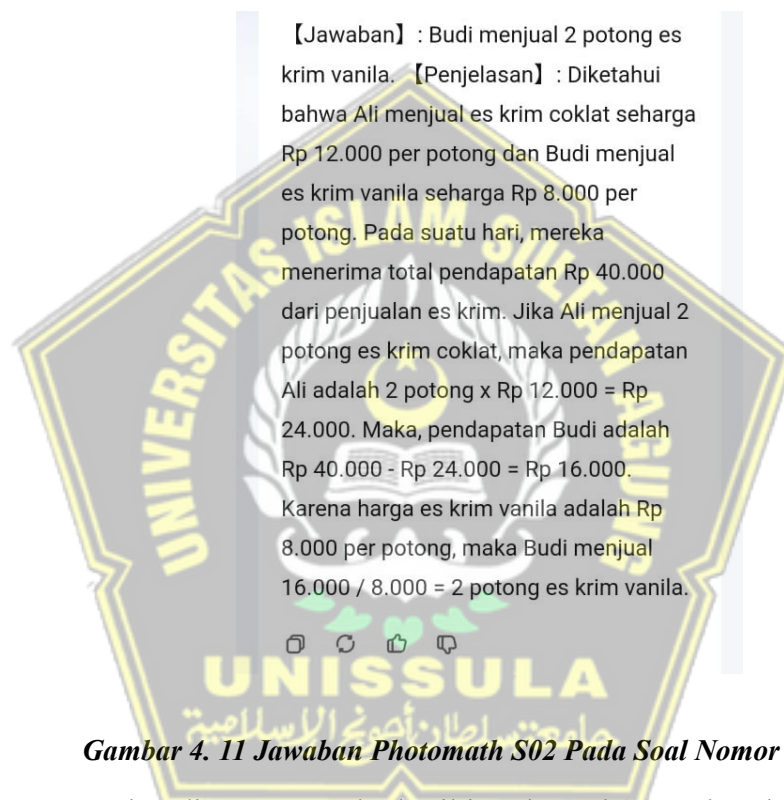 【Jawaban】 : Budi menjual 2 potong es
krim vanila. 【Penjelasan】 : Diketahui
bahwa Ali menjual es krim coklat seharga
Rp 12.000 per potong dan Budi menjual
es krim vanila seharga Rp 8.000 per
potong. Pada suatu hari, mereka
menerima total pendapatan Rp 40.000
dari penjualan es krim. Jika Ali menjual 2
potong es krim coklat, maka pendapatan
Ali adalah 2 potong x Rp 12.000 = Rp
24.000. Maka, pendapatan Budi adalah
Rp 40.000 - Rp 24.000 = Rp 16.000.
Karena harga es krim vanila adalah Rp
8.000 per potong, maka Budi menjual
16.000 / 8.000 = 2 potong es krim vanila.
UNIVERSITAS ISLAM SULTAN AGUNG
UNISSULA
جامعة سلطان أجونج الإسلامية
Gambar 4. 11 Jawaban Photomath S02 Pada Soal Nomor